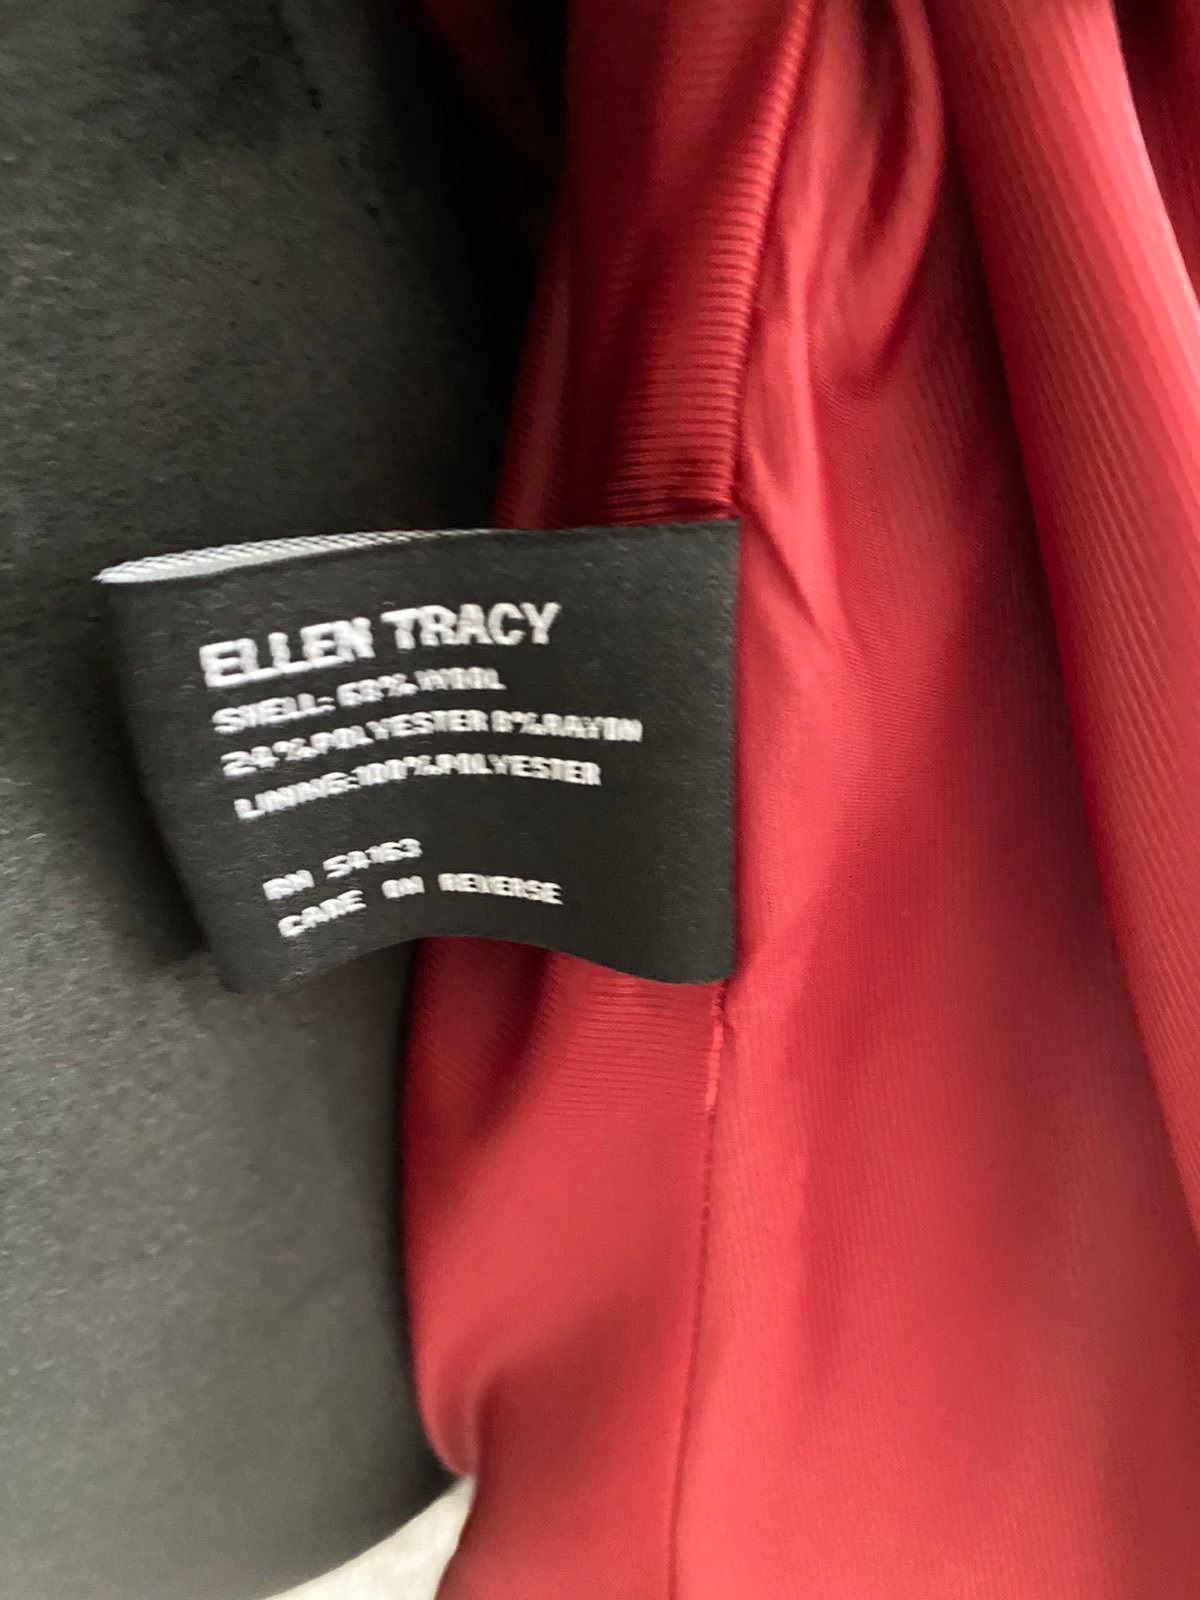 ELLEN TRACY
SHELL: 68% WOOL
24% POLYESTER 8% RAYON
LINING: 100% POLYESTER
RN 54163
CARE ON REVERSE